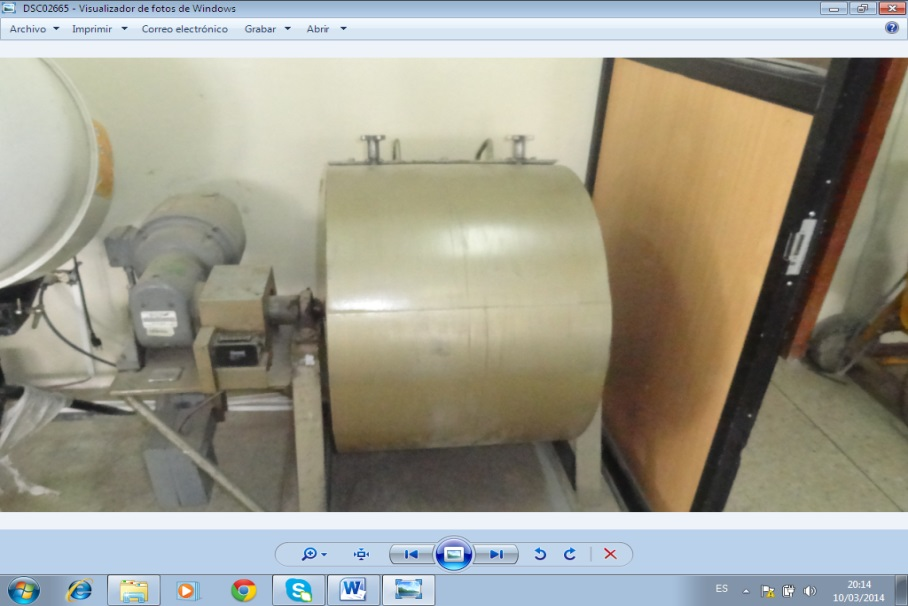 DSC02665 - Visualizador de fotos de Windows
Archivo Imprimir Correo electrónico Grabar Abrir
ES
20:14
10/03/2014